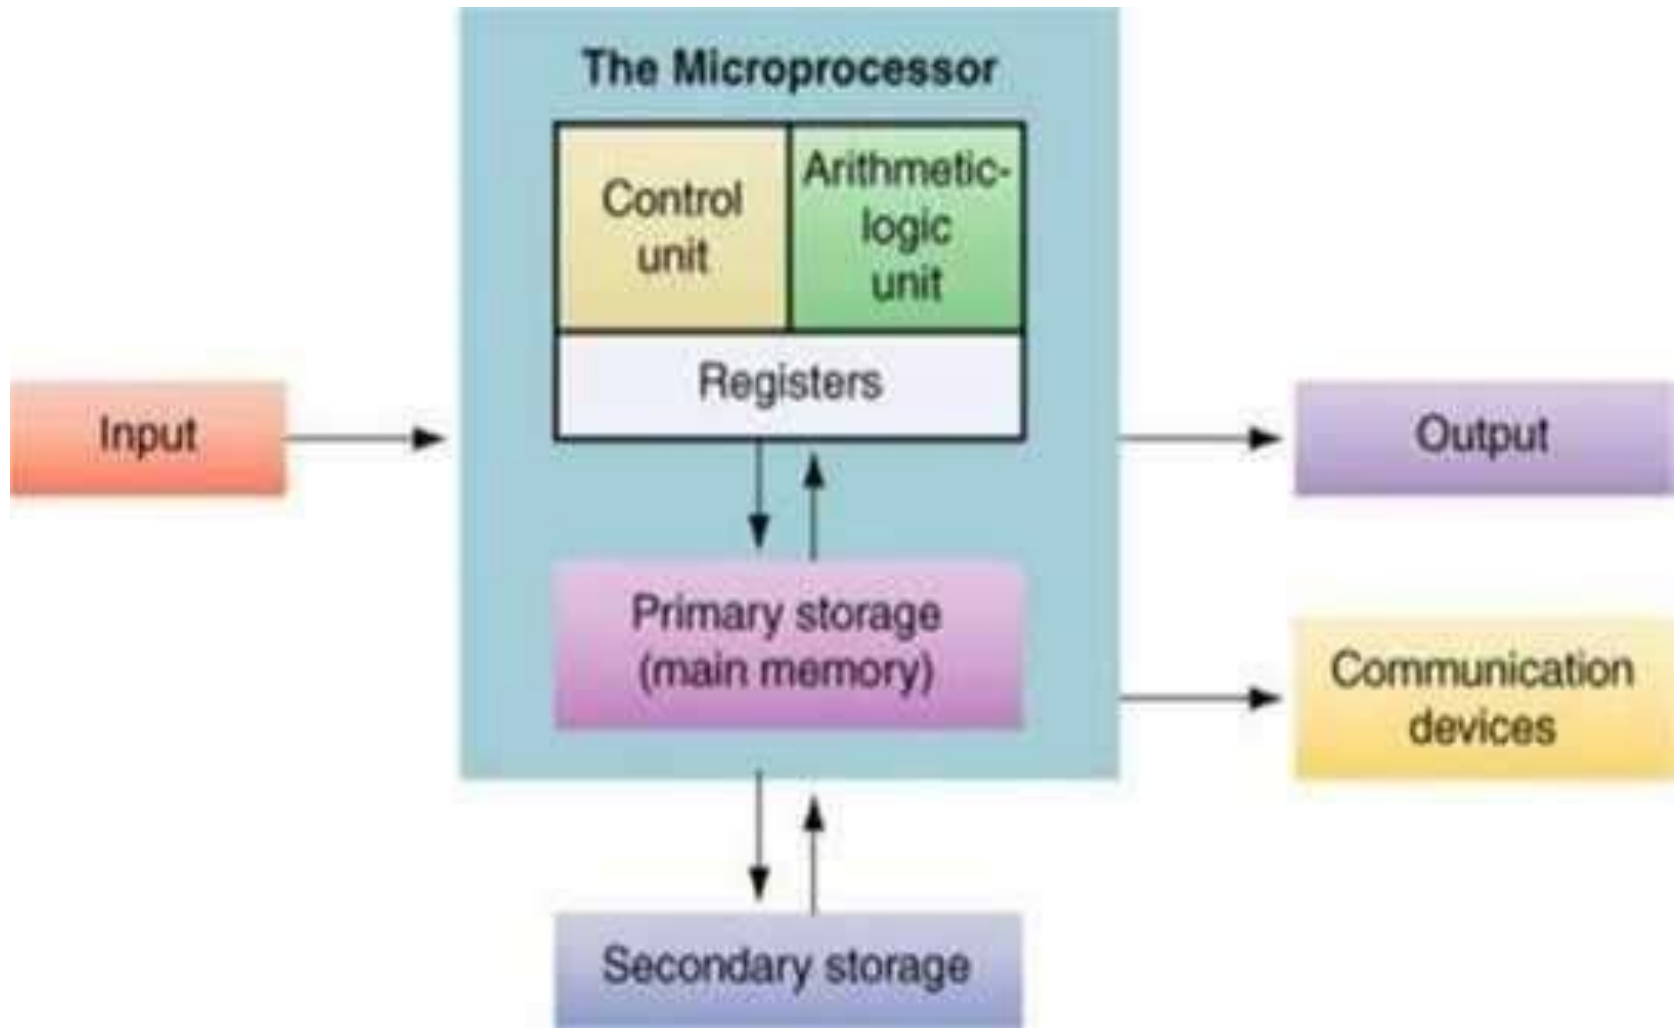 The Microprocessor
Control
unit
Arithmetic-
logic
unit
Registers
Input
Output
Primary storage
(main memory)
Communication
devices
Secondary storage